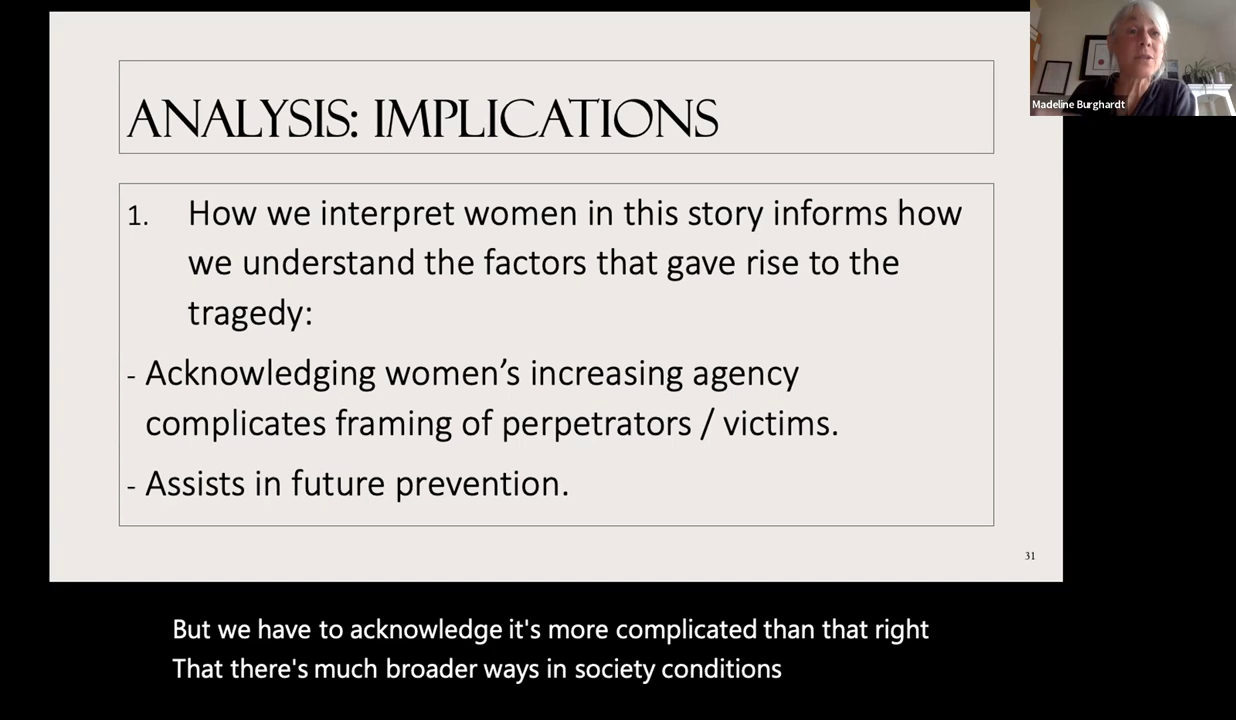 ANALYSIS: IMPLICATIONS
Madeline Burghardt
1. How we interpret women in this story informs how
we understand the factors that gave rise to the
tragedy:
- Acknowledging women’s increasing agency
complicates framing of perpetrators / victims.
- Assists in future prevention.
31
But we have to acknowledge it's more complicated than that right
That there's much broader ways in society conditions